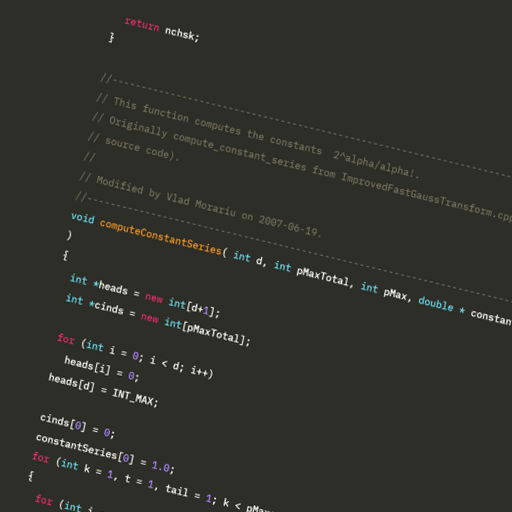 return nchsk;
}
//-----------------------------------------------------------
// This function computes the constants  2^alpha/alpha!.
// Originally compute_constant_series from ImprovedFastGaussTransform.cpp
// source code).
//
// Modified by Vlad Morariu on 2007-06-19.
//-----------------------------------------------------------
void computeConstantSeries( int d, int pMaxTotal, int pMax, double * constan
)
{
int *heads = new int[d+1];
int *cinds = new int[pMaxTotal];
for (int i = 0; i < d; i++)
heads[i] = 0;
heads[d] = INT_MAX;
cinds[0] = 0;
constantSeries[0] = 1.0;
for (int k = 1, t = 1, tail = 1; k < pMax
{
for (int i